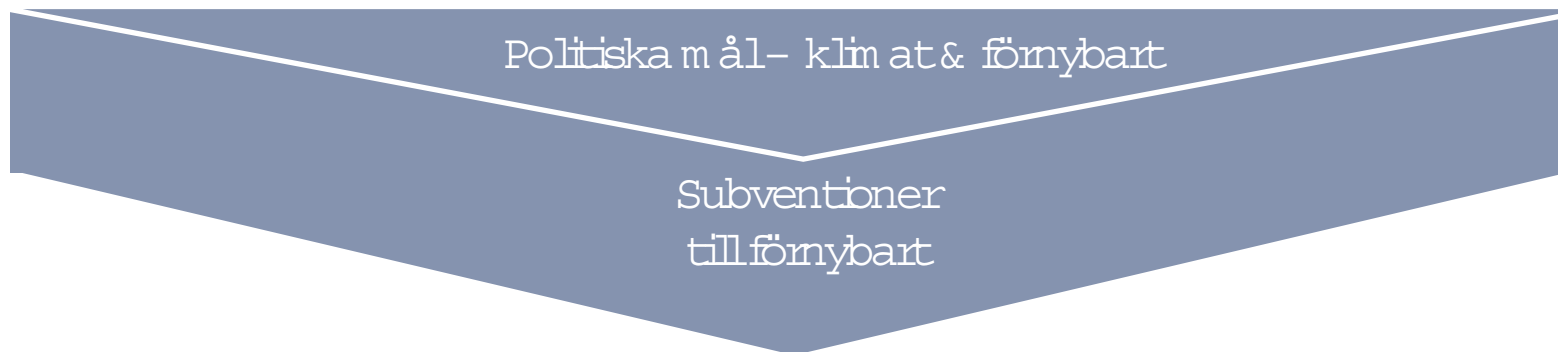 Politiska mål – klimat & förnybart
Subventioner
till förnybart